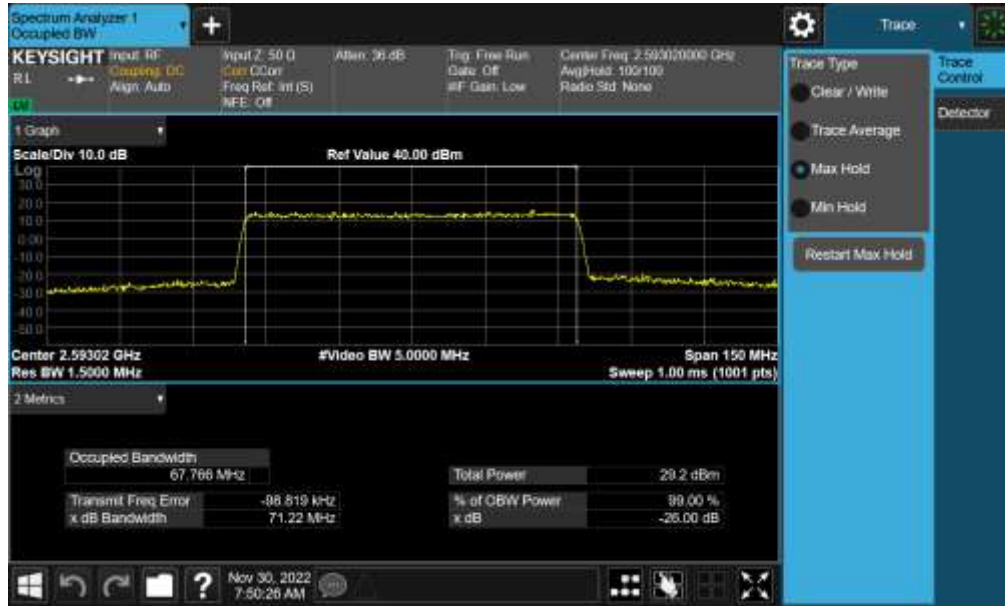 Spectrum Analyzer 1
Occupied BW
Trace
KEYSIGHT
Input: RF
Coupling: DC
Align: Auto
Input Z: 50 Ω
Corr CCorr
Freq Ref: Int (S)
NFE: Off
Atten: 36 dB
Trig: Free Run
Gate: Off
#IF Gain: Low
Center Freq: 2.593020000 GHz
Avg|Hold: 100/100
Radio Std: None
1 Graph
Scale/Div 10.0 dB
Ref Value 40.00 dBm
Log
30.0
20.0
10.0
0.00
-10.0
-20.0
-30.0
-40.0
-50.0
Center 2.59302 GHz
#Video BW 5.0000 MHz
Span 150 MHz
Res BW 1.5000 MHz
Sweep 1.00 ms (1001 pts)
2 Metrics
Occupied Bandwidth
67.766 MHz
Total Power
29.2 dBm
Transmit Freq Error
-98.819 kHz
% of OBW Power
99.00 %
x dB Bandwidth
71.22 MHz
x dB
-26.00 dB
Nov 30, 2022
7:50:26 AM
Trace Type
Clear / Write
Trace Average
Max Hold
Min Hold
Restart Max Hold
Trace
Control
Detector